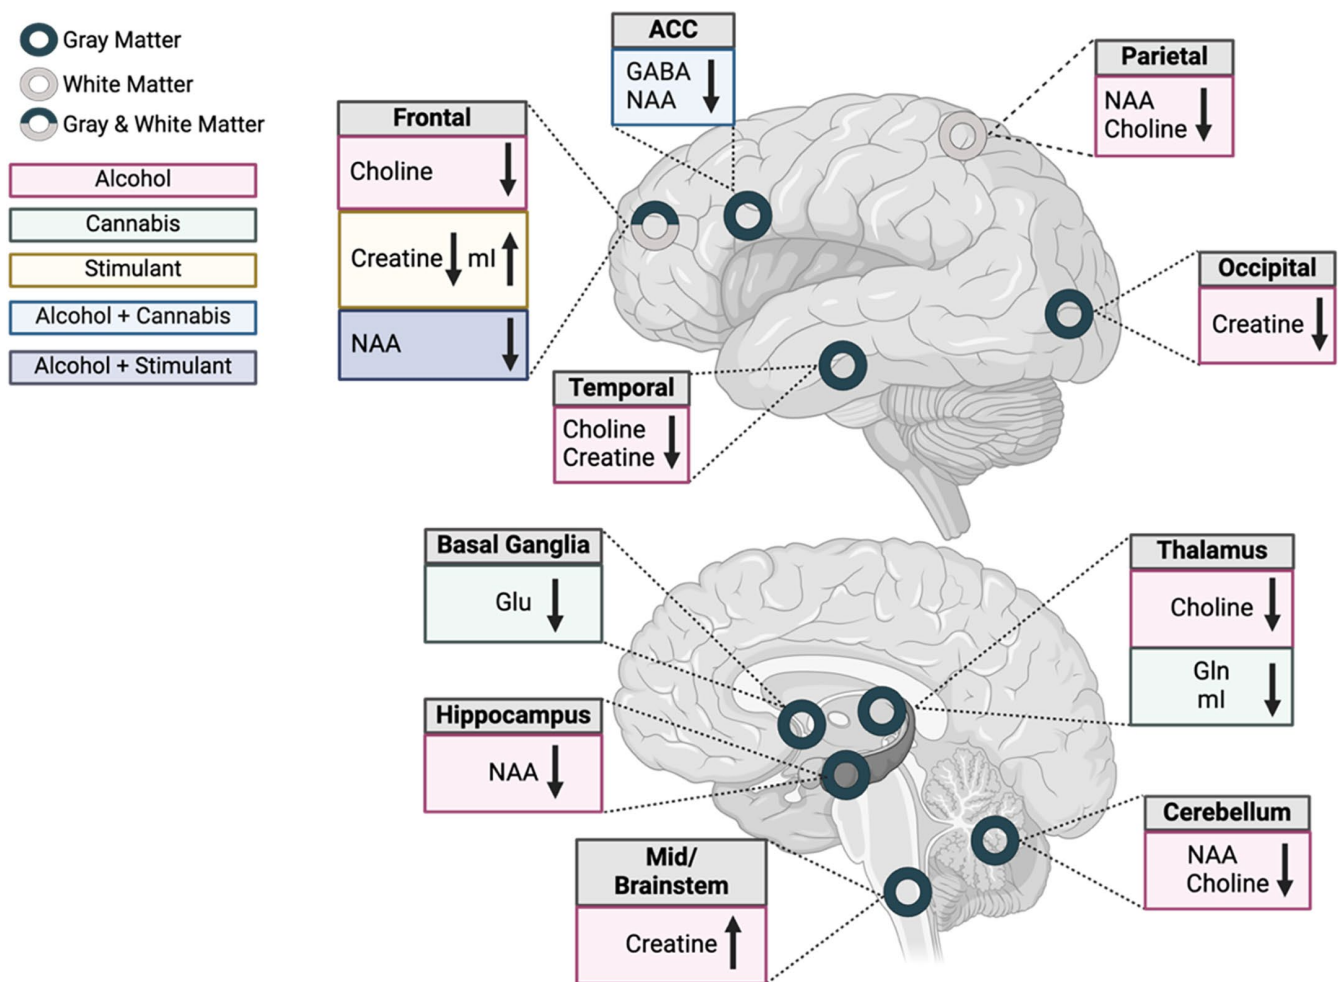 Gray Matter
White Matter
Gray & White Matter
Alcohol
Cannabis
Stimulant
Alcohol + Cannabis
Alcohol + Stimulant
Frontal
Choline
Creatine mI
NAA
ACC
GABA
NAA
Parietal
NAA
Choline
Occipital
Creatine
Temporal
Choline
Creatine
Basal Ganglia
Glu
Hippocampus
NAA
Mid/
Brainstem
Creatine
Thalamus
Choline
Gln
mI
Cerebellum
NAA
Choline